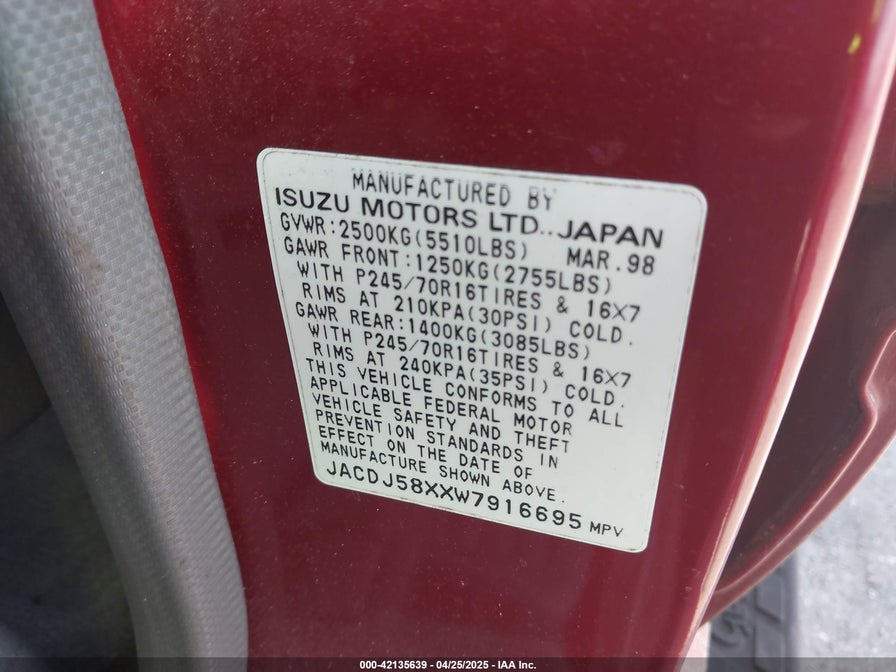 MANUFACTURED BY
ISUZU MOTORS LTD.. JAPAN
GVWR:2500KG(5510LBS) MAR.98
GAWR FRONT:1250KG(2755LBS)
WITH P245/70R16TIRES & 16X7
RIMS AT 210KPA(30PSI) COLD.
GAWR REAR:1400KG(3085LBS)
WITH P245/70R16TIRES & 16X7
RIMS AT 240KPA(35PSI) COLD.
THIS VEHICLE CONFORMS TO ALL
APPLICABLE FEDERAL MOTOR
VEHICLE SAFETY AND THEFT
PREVENTION STANDARDS IN
EFFECT ON THE DATE OF
MANUFACTURE SHOWN ABOVE.
JACDJ58XXW7916695 MPV
000-42135639 - 04/25/2025 - IAA Inc.